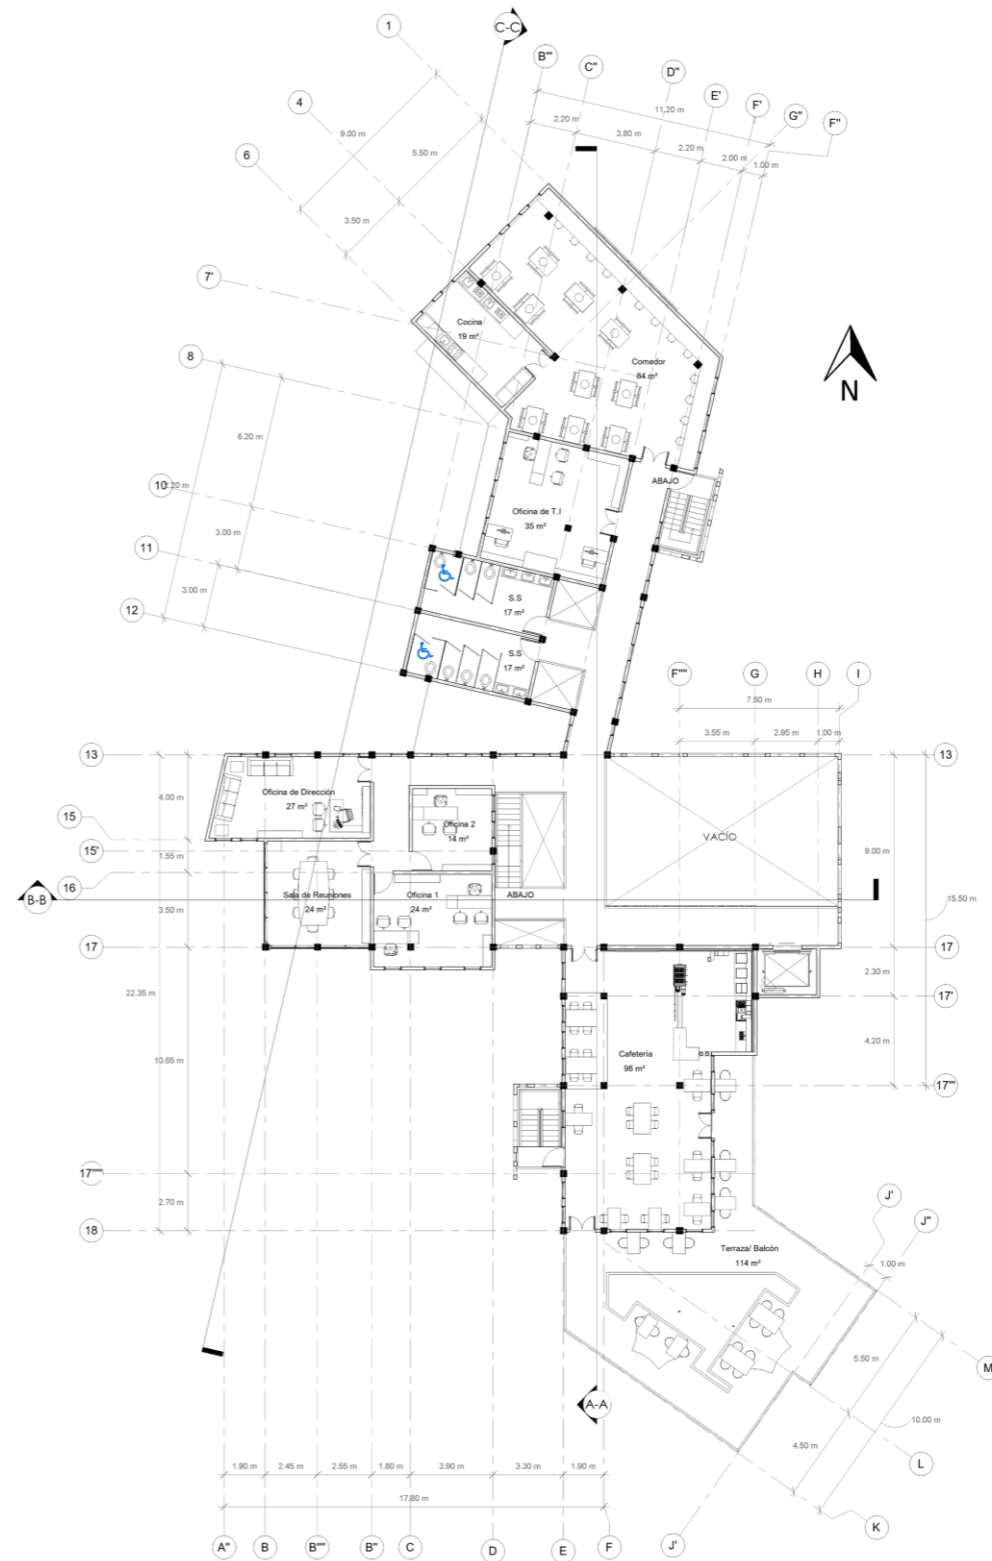 C-C
1
B""
C"
D"
E'
F'
G"
F"
11.20 m
2.20 m
3.80 m
2.20 m
2.00 m
1.00 m
4
9.00 m
5.50 m
6
3.50 m
7'
Cocina
19 m²
Comedor
84 m²
N
8
6.20 m
ABAJO
10
Oficina de T.I
35 m²
3.00 m
11
3.00 m
12
S.S
17 m²
S.S
17 m²
F""
G
H
I
7.50 m
3.55 m
2.95 m
1.00 m
13
13
4.00 m
Oficina de Dirección
27 m²
15
Oficina 2
14 m²
VACÍO
15'
1.55 m
9.00 m
16
B-B
Sala de Reuniones
24 m²
Oficina 1
24 m²
ABAJO
3.50 m
15.50 m
17
17
2.30 m
22.35 m
17'
10.65 m
Cafetería
98 m²
4.20 m
17""
2.70 m
18
J'
J"
Terraza/ Balcón
114 m²
1.00 m
5.50 m
M
A-A
10.00 m
4.50 m
L
1.90 m
2.45 m
2.55 m
1.80 m
3.90 m
3.30 m
1.90 m
17.80 m
K
A"
B
B""
B"
C
D
E
F
J'